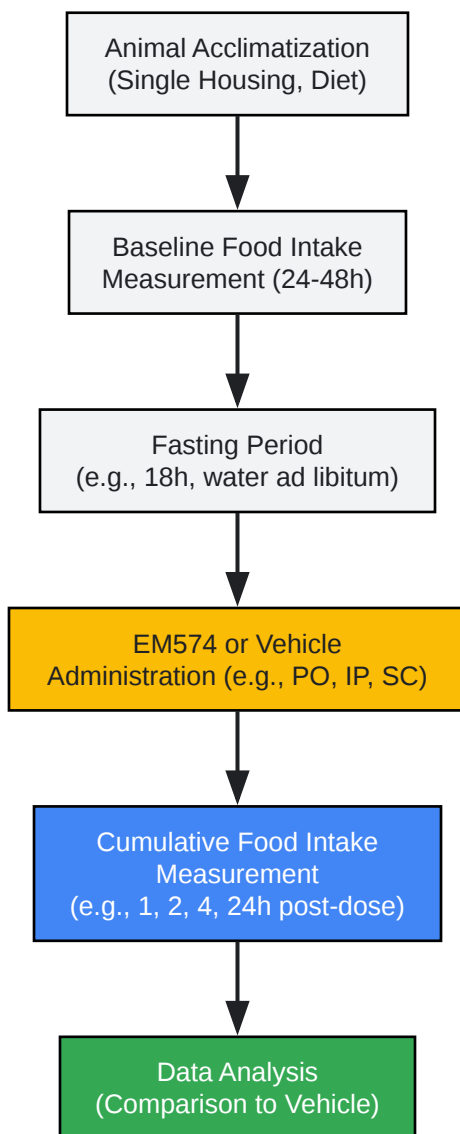 Animal Acclimatization
(Single Housing, Diet)
Baseline Food Intake
Measurement (24-48h)
Fasting Period
(e.g., 18h, water ad libitum)
EM574 or Vehicle
Administration (e.g., PO, IP, SC)
Cumulative Food Intake
Measurement
(e.g., 1, 2, 4, 24h post-dose)
Data Analysis
(Comparison to Vehicle)